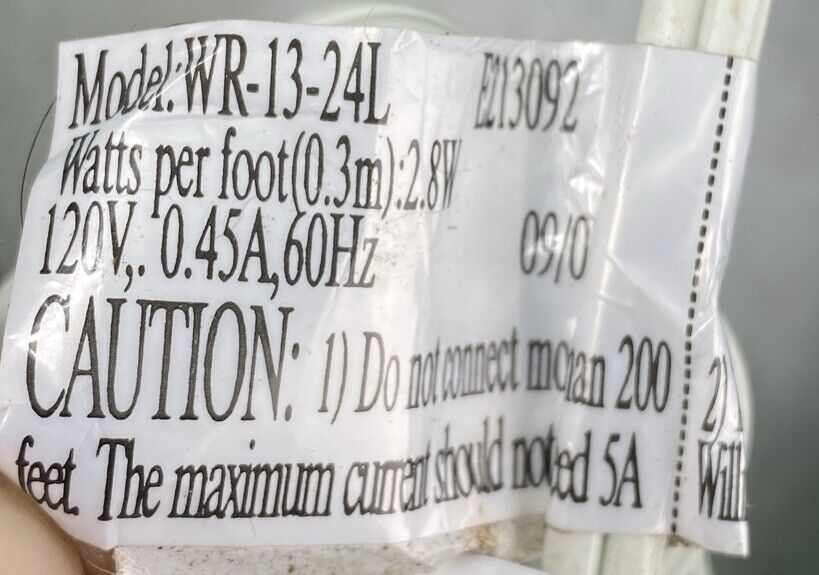 Model:WR-13-24L E213092
Watts per foot(0.3m):2.8W
120V,. 0.45A,60Hz 09/0
CAUTION: 1) Do not connect 200
feet. The maximum current should 5A
2)